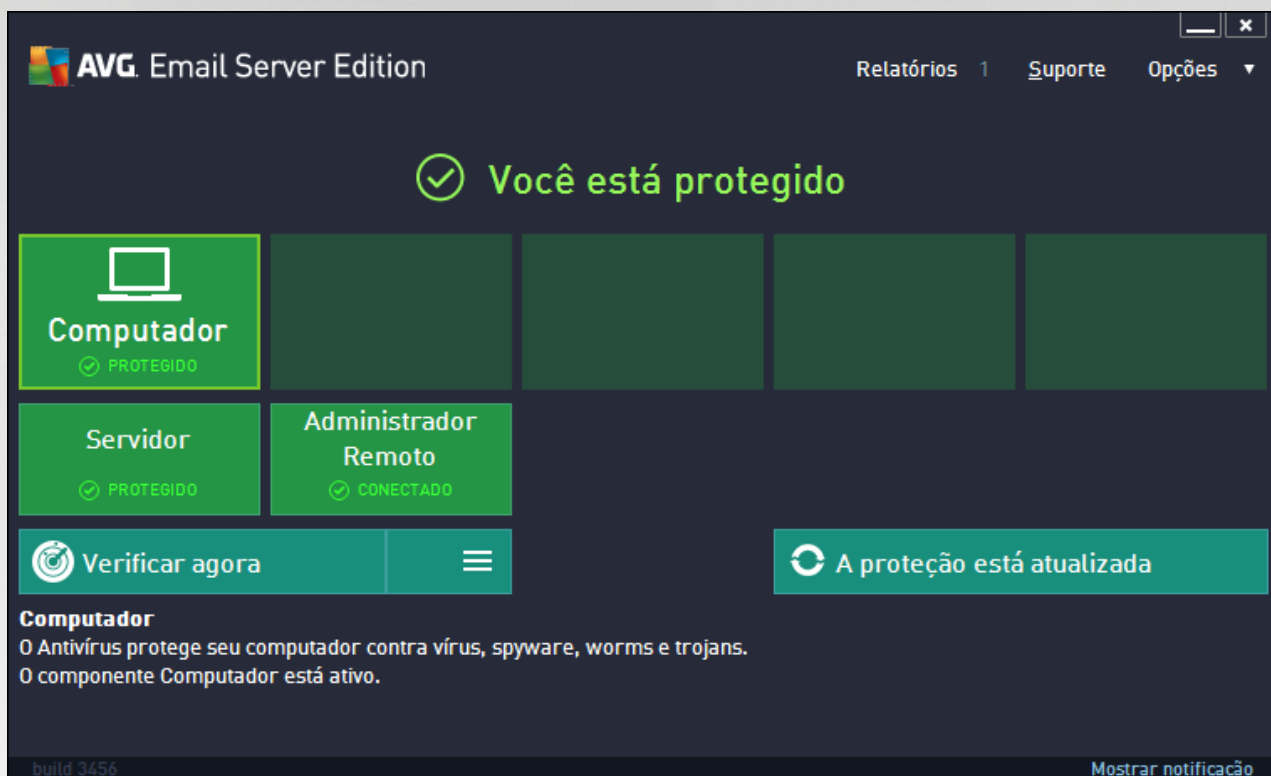 AVG. Email Server Edition
Relatórios 1 Suporte Opções
Você está protegido
Computador
PROTEGIDO
Servidor
PROTEGIDO
Administrador
Remoto
CONECTADO
Verificar agora
A proteção está atualizada
Computador
O Antivírus protege seu computador contra vírus, spyware, worms e trojans.
O componente Computador está ativo.
build 3456
Mostrar notificação